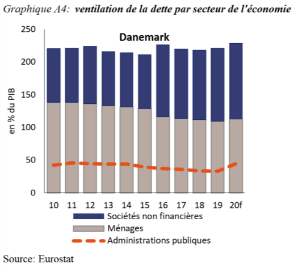 Graphique A4: ventilation de la dette par secteur de l'économie
Danemark
en % du PIB
250
200
150
100
50
0
10 11 12 13 14 15 16 17 18 19 20f
Sociétés non financières
Ménages
Administrations publiques
Source: Eurostat